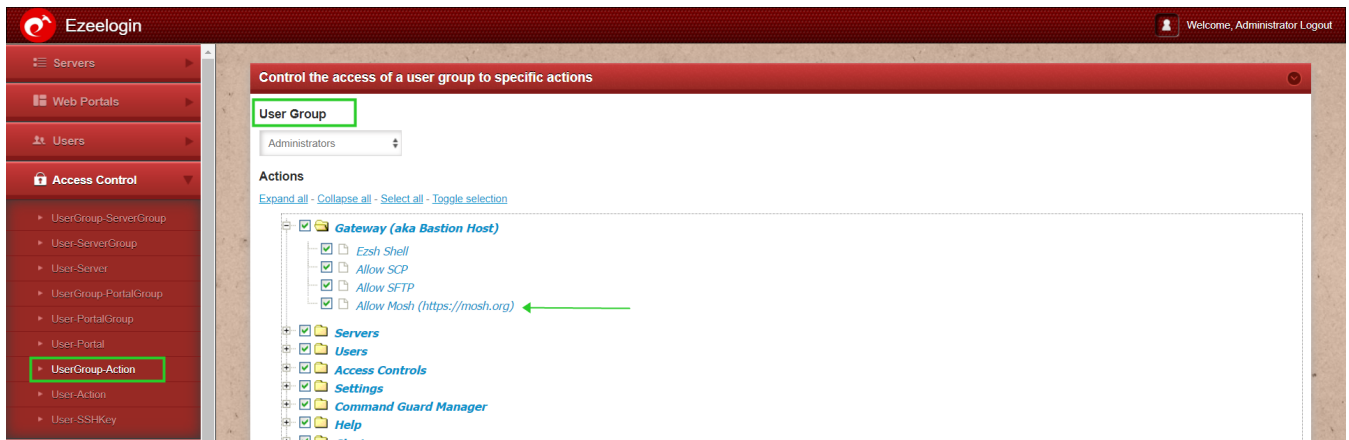 Ezeelogin
Welcome, Administrator Logout
Servers
Web Portals
Users
Access Control
UserGroup-ServerGroup
User-ServerGroup
User-Server
UserGroup-PortalGroup
User-PortalGroup
User-Portal
UserGroup-Action
User-Action
User-SSHKey
Control the access of a user group to specific actions
User Group
Administrators
Actions
Expand all - Collapse all - Select all - Toggle selection
Gateway (aka Bastion Host)
Ezsh Shell
Allow SCP
Allow SFTP
Allow Mosh (https://mosh.org)
Servers
Users
Access Controls
Settings
Command Guard Manager
Help